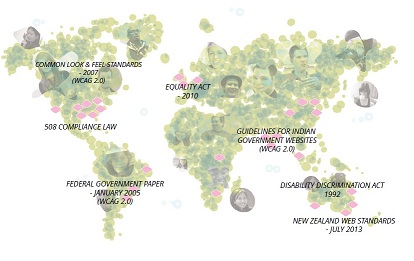 COMMON LOOK & FEEL STANDARDS
- 2007
(WCAG 2.0)
EQUALITY ACT
- 2010
508 COMPLIANCE LAW
GUIDELINES FOR INDIAN
GOVERNMENT WEBSITES
(WCAG 2.0)
FEDERAL GOVERNMENT PAPER
- JANUARY 2005
(WCAG 2.0)
DISABILITY DISCRIMINATION ACT
1992
NEW ZEALAND WEB STANDARDS
- JULY 2013